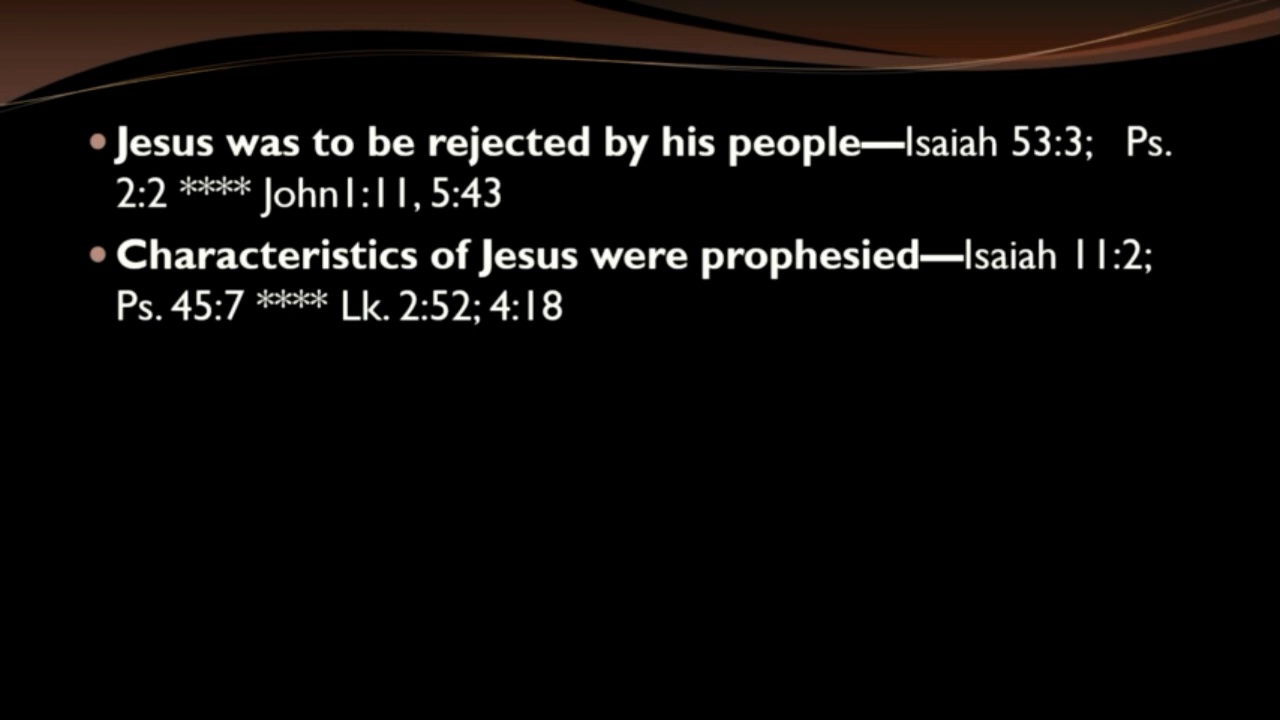 • Jesus was to be rejected by his people—Isaiah 53:3; Ps.
2:2 **** John1:11, 5:43
• Characteristics of Jesus were prophesied—Isaiah 11:2;
Ps. 45:7 **** Lk. 2:52; 4:18